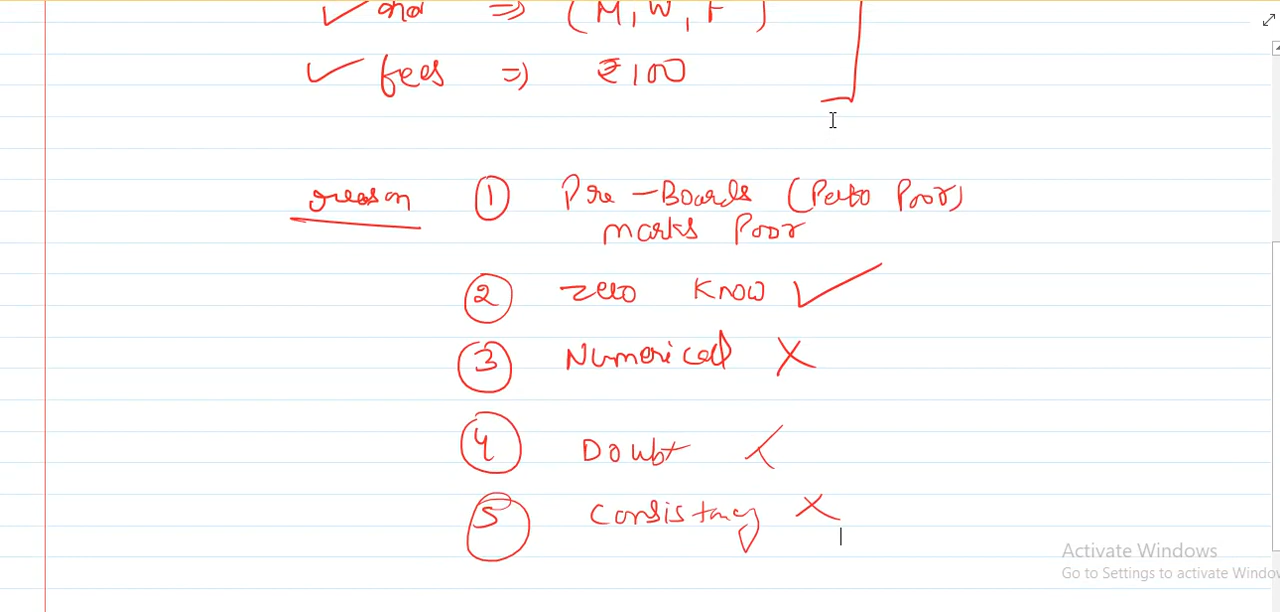 ⇒ (M, W, F)
✓ fees ⇒ ₹100
reason ① Pre-Boards (Perfo Poor)
marks Poor
② zero know ✓
③ Numerical ✗
④ Doubt
⑤ Consistancy ✗
Activate Windows
Go to Settings to activate Windo